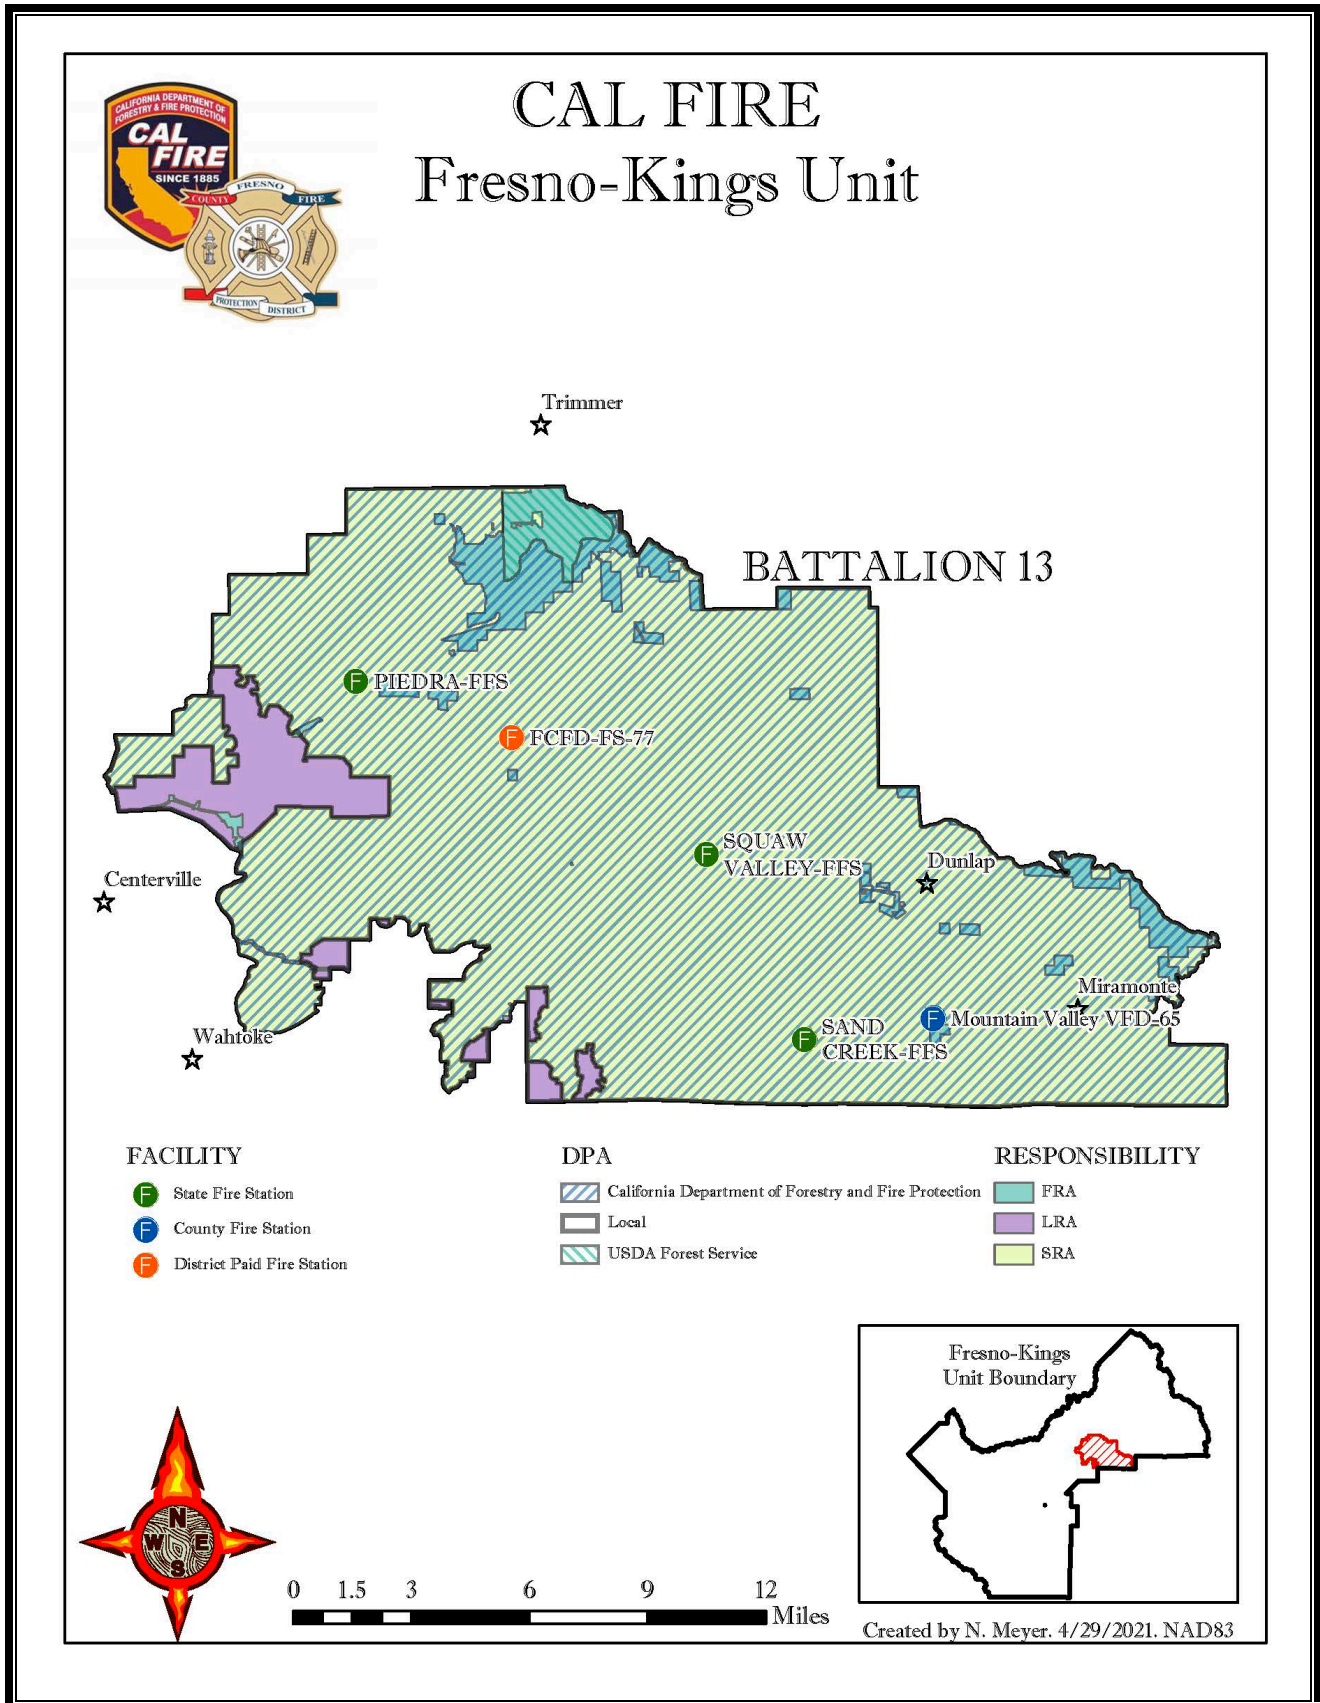 CALIFORNIA DEPARTMENT OF
FORESTRY & FIRE PROTECTION
CAL
FIRE
SINCE 1885
FRESNO
COUNTY
FIRE
PROTECTION
DISTRICT
CAL FIRE
Fresno-Kings Unit
Trimmer
BATTALION 13
F PIEDRA-FFS
F FCFD-FS-77
F SQUAW
VALLEY-FFS
Dunlap
Centerville
Miramonte
F Mountain Valley VFD-65
F SAND
CREEK-FFS
Wahtoke
FACILITY
F State Fire Station
F County Fire Station
F District Paid Fire Station
DPA
California Department of Forestry and Fire Protection
Local
USDA Forest Service
RESPONSIBILITY
FRA
LRA
SRA
Fresno-Kings
Unit Boundary
N
W E
S
0 1.5 3 6 9 12
Miles
Created by N. Meyer. 4/29/2021. NAD83